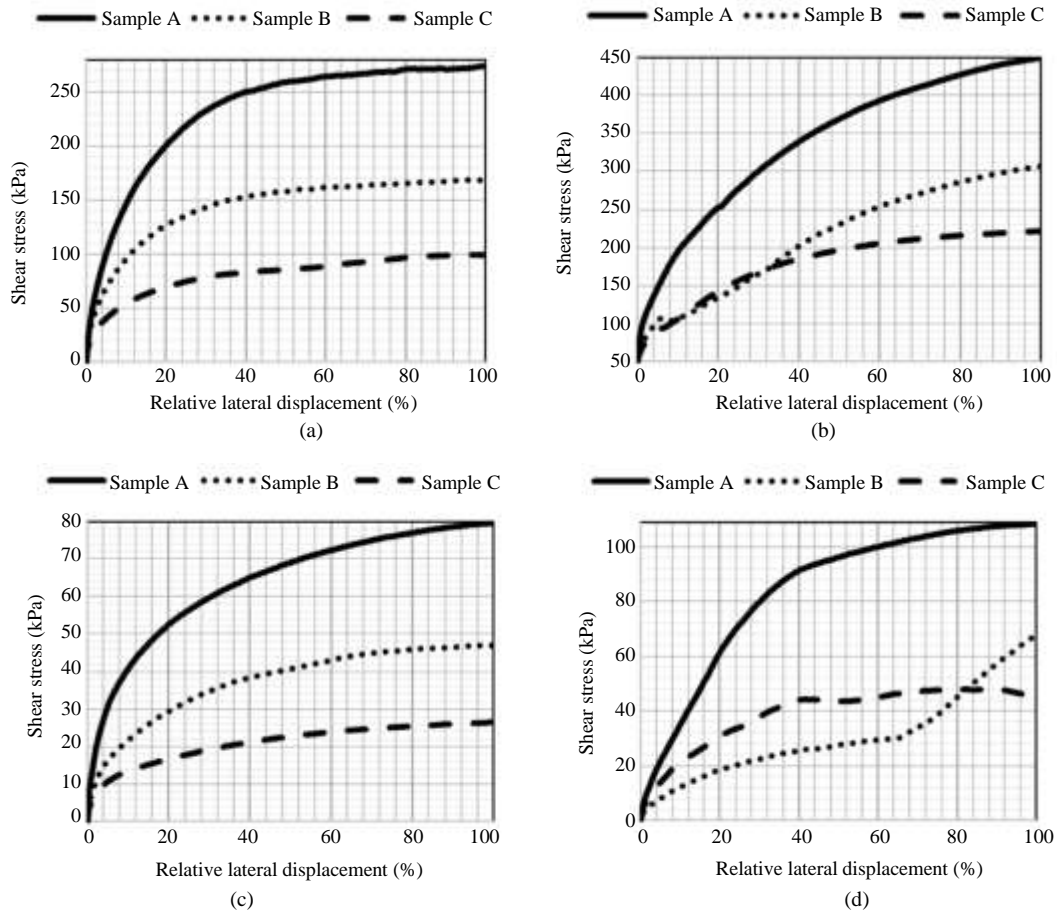 Sample A Sample B Sample C
250
200
150
100
50
0
Shear stress (kPa)
0 20 40 60 80 100
Relative lateral displacement (%)
(a)
Sample A Sample B Sample C
450
400
350
300
250
200
150
100
50
Shear stress (kPa)
0 20 40 60 80 100
Relative lateral displacement (%)
(b)
Sample A Sample B Sample C
80
70
60
50
40
30
20
10
0
Shear stress (kPa)
0 20 40 60 80 100
Relative lateral displacement (%)
(c)
Sample A Sample B Sample C
100
80
60
40
20
0
Shear stress (kPa)
0 20 40 60 80 100
Relative lateral displacement (%)
(d)